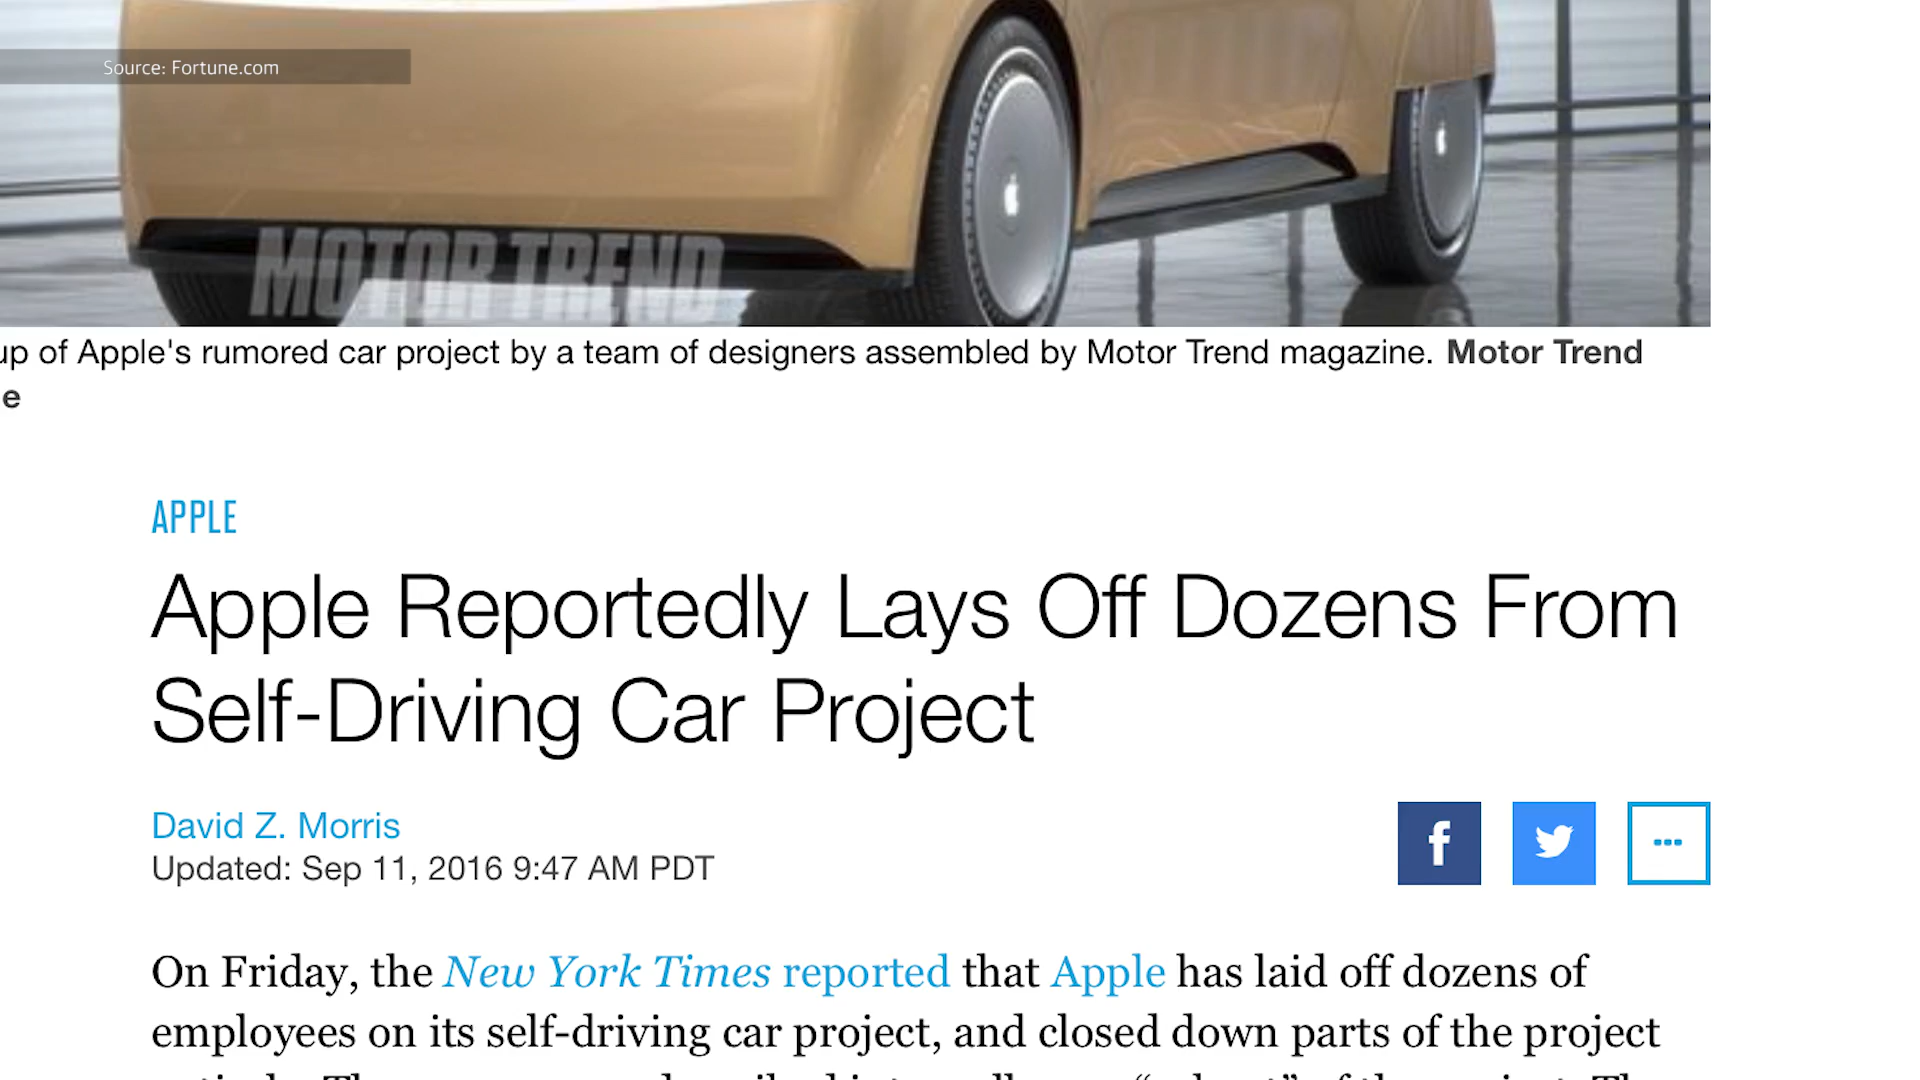 Source: Fortune.com
MOTOR TREND
up of Apple's rumored car project by a team of designers assembled by Motor Trend magazine. Motor Trend
e
APPLE
Apple Reportedly Lays Off Dozens From
Self-Driving Car Project
David Z. Morris
Updated: Sep 11, 2016 9:47 AM PDT
f
...
On Friday, the New York Times reported that Apple has laid off dozens of
employees on its self-driving car project, and closed down parts of the project